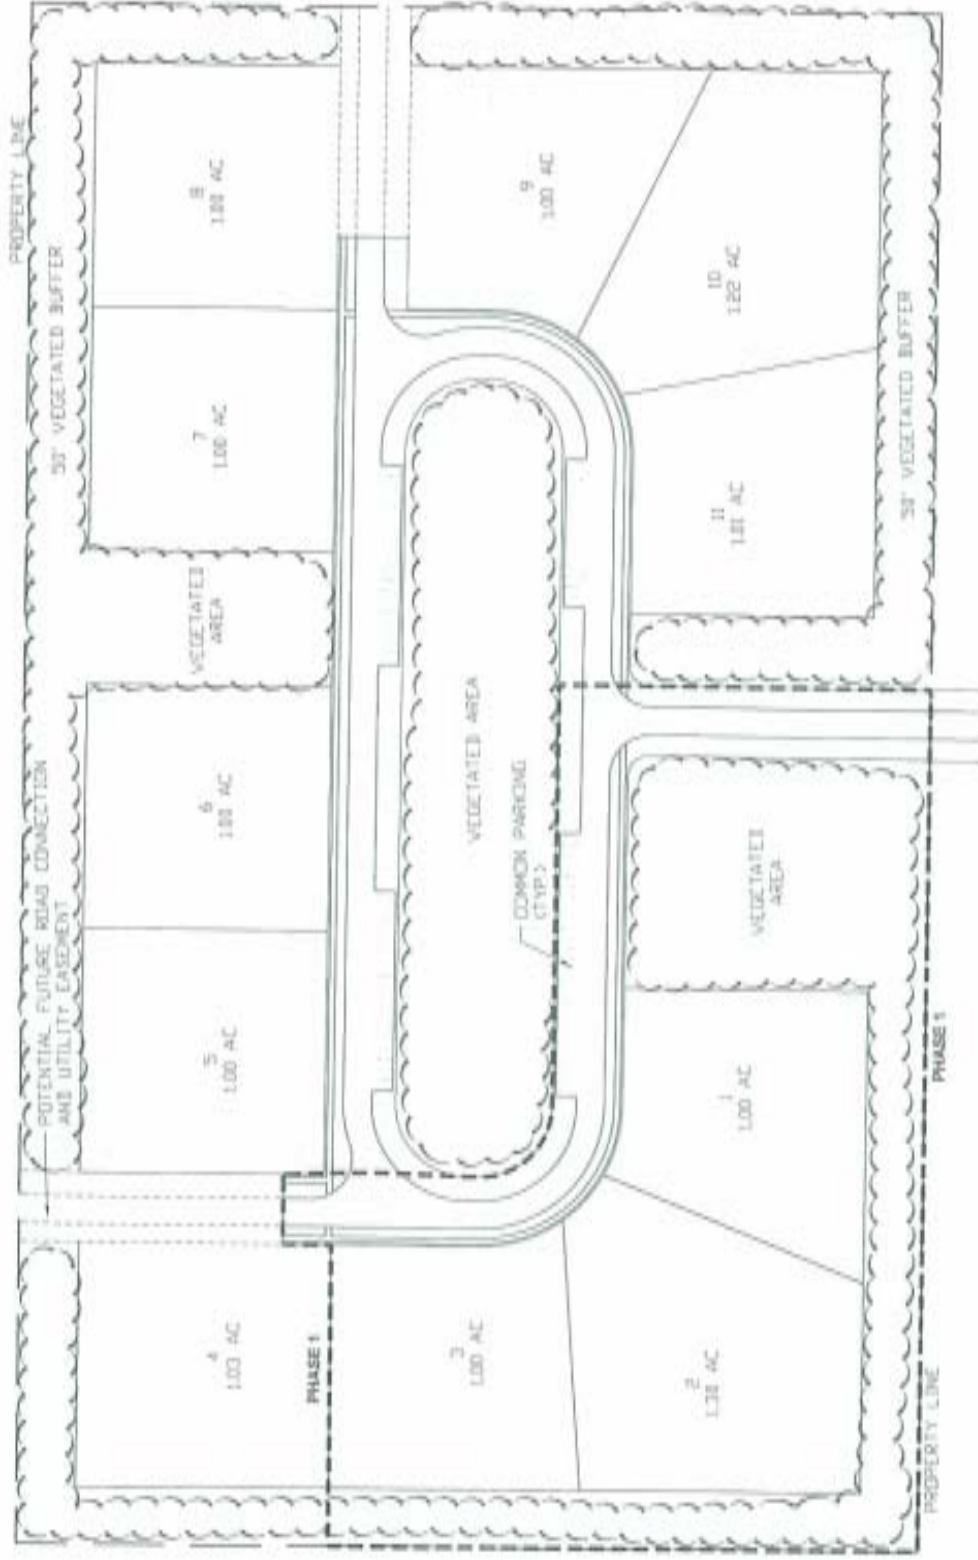 PROPERTY LINE
50' VEGETATED BUFFER
POTENTIAL FUTURE ROAD CONNECTION
AND UTILITY EASEMENT
4
1.03 AC
5
1.00 AC
6
1.00 AC
VEGETATED
AREA
7
1.00 AC
8
1.00 AC
PHASE 1
3
1.00 AC
VEGETATED AREA
COMMON PARKING
(TYP.)
9
1.00 AC
2
AC
1
1.00 AC
VEGETATED
AREA
11
1.01 AC
10
1.22 AC
50' VEGETATED BUFFER
PHASE 1
PROPERTY LINE